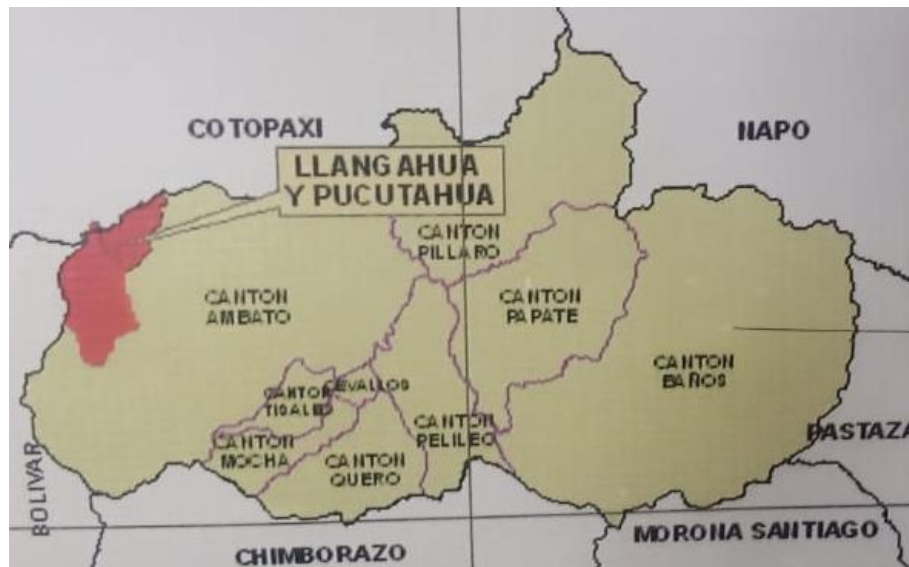 COTOPAXI
NAPO
LLANGAHUA
Y PUCUTAHUA
CANTON
PILLARO
CANTON
AMBATO
CANTON
PAPATE
CANTON
BAÑOS
CEVALLOS
CANTON
TISALEO
CANTON
PELILEO
CANTON
MOCHA
CANTON
QUERO
PASTAZA
BOLIVAR
MORONA SANTIAGO
CHIMBORAZO